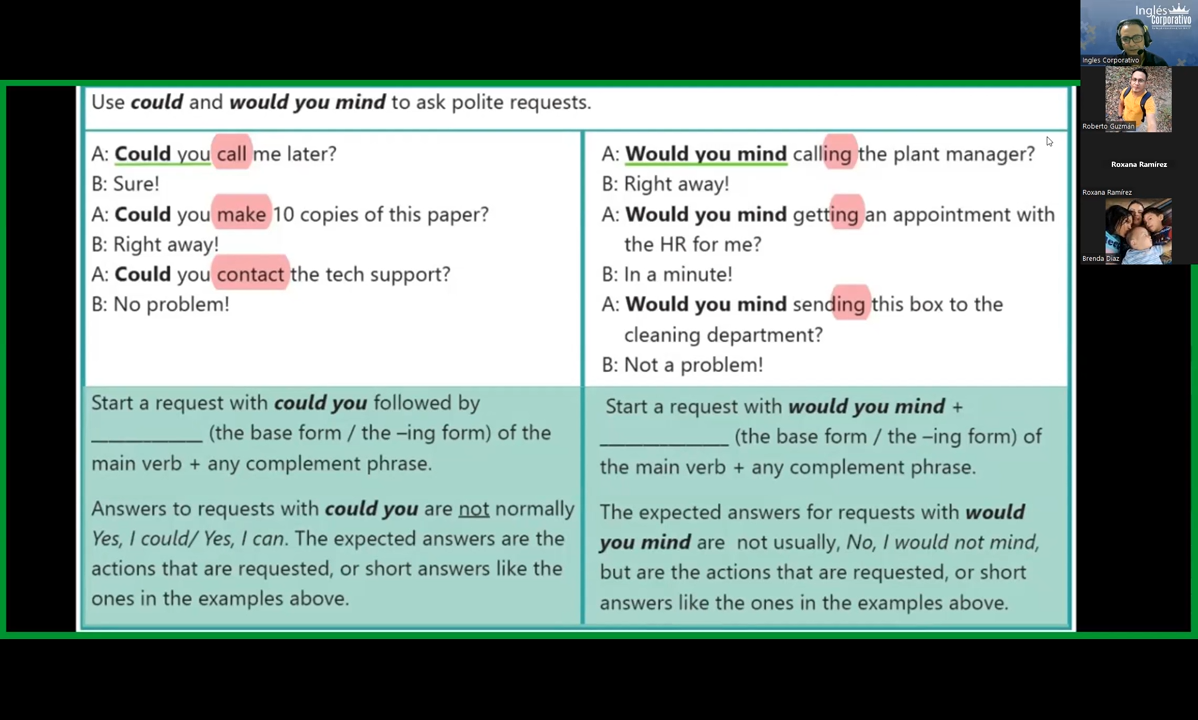 Use could and would you mind to ask polite requests.
A: Could you call me later?
B: Sure!
A: Could you make 10 copies of this paper?
B: Right away!
A: Could you contact the tech support?
B: No problem!
A: Would you mind calling the plant manager?
B: Right away!
A: Would you mind getting an appointment with
the HR for me?
B: In a minute!
A: Would you mind sending this box to the
cleaning department?
B: Not a problem!
Start a request with could you followed by
____________ (the base form / the –ing form) of the
main verb + any complement phrase.
Answers to requests with could you are not normally
Yes, I could/ Yes, I can. The expected answers are the
actions that are requested, or short answers like the
ones in the examples above.
Start a request with would you mind +
______________ (the base form / the –ing form) of
the main verb + any complement phrase.
The expected answers for requests with would
you mind are not usually, No, I would not mind,
but are the actions that are requested, or short
answers like the ones in the examples above.
Inglés
Corporativo
Ingles Corporativo
Roberto Guzmán
Roxana Ramírez
Roxana Ramírez
Brenda Diaz